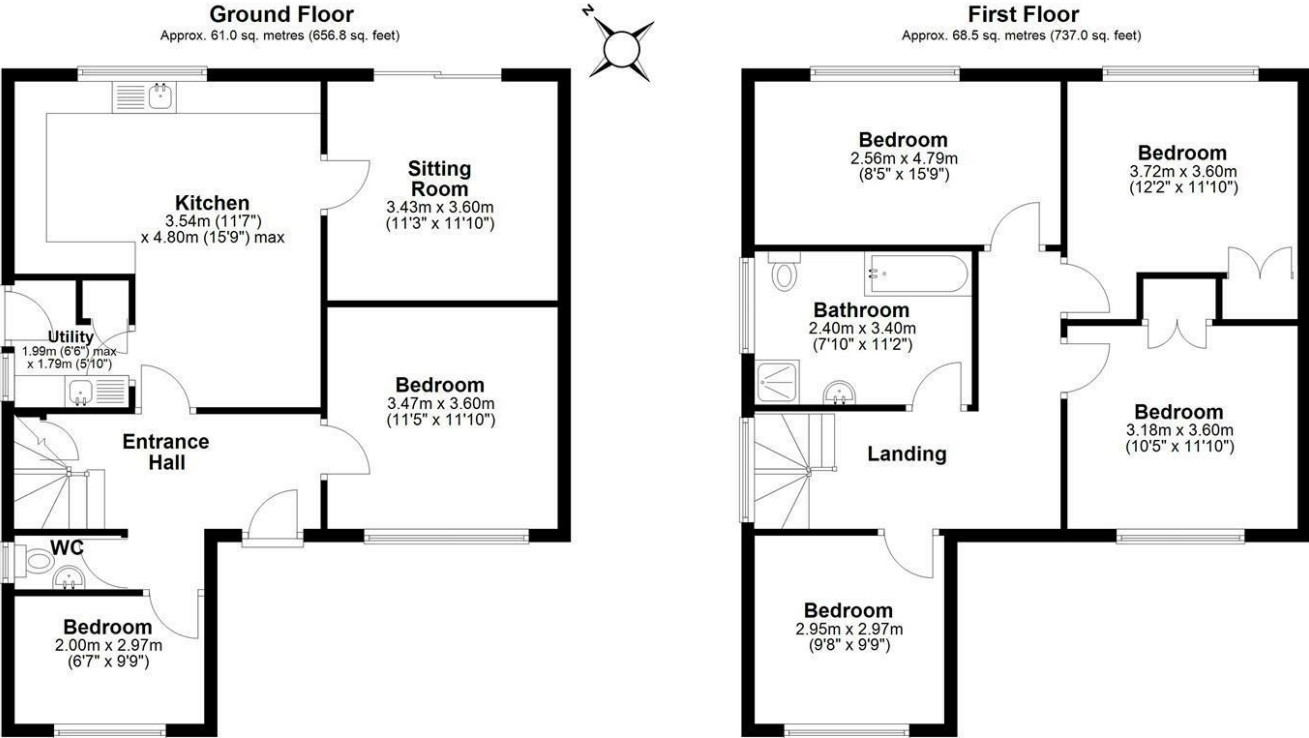 Ground Floor
Approx. 61.0 sq. metres (656.8 sq. feet)
N
Kitchen
3.54m (11'7")
x 4.80m (15'9") max
Sitting
Room
3.43m x 3.60m
(11'3" x 11'10")
Utility
1.99m (6'6") max
x 1.79m (5'10")
Bedroom
3.47m x 3.60m
(11'5" x 11'10")
Entrance
Hall
WC
Bedroom
2.00m x 2.97m
(6'7" x 9'9")
First Floor
Approx. 68.5 sq. metres (737.0 sq. feet)
Bedroom
2.56m x 4.79m
(8'5" x 15'9")
Bedroom
3.72m x 3.60m
(12'2" x 11'10")
Bathroom
2.40m x 3.40m
(7'10" x 11'2")
Bedroom
3.18m x 3.60m
(10'5" x 11'10")
Landing
Bedroom
2.95m x 2.97m
(9'8" x 9'9")